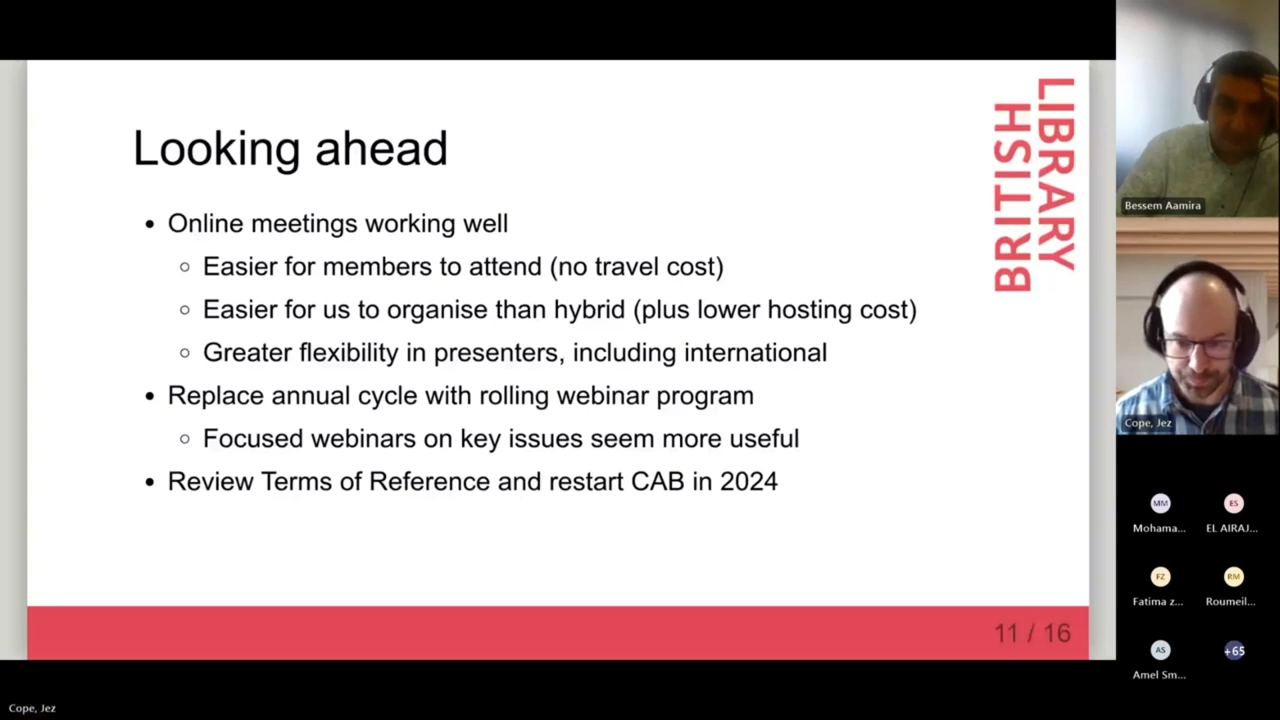 Looking ahead
• Online meetings working well
○ Easier for members to attend (no travel cost)
○ Easier for us to organise than hybrid (plus lower hosting cost)
○ Greater flexibility in presenters, including international
• Replace annual cycle with rolling webinar program
○ Focused webinars on key issues seem more useful
• Review Terms of Reference and restart CAB in 2024
BRITISH
LIBRARY
11 / 16
Bessem Aamira
Cope, Jez
MM
Mohama...
ES
EL AIRAJ...
FZ
Fatima z...
RM
Roumeil...
AS
Amel Sm...
+65
Cope, Jez